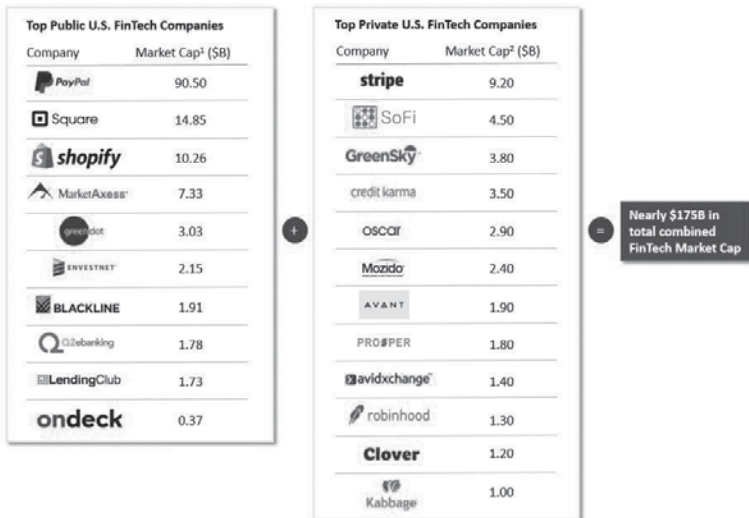 Top Public U.S. FinTech Companies
Company Market Cap¹ ($B)
PayPal 90.50
Square 14.85
shopify 10.26
MarketAxess 7.33
greendot 3.03
ENVESTNET 2.15
BLACKLINE 1.91
Q2ebanking 1.78
LendingClub 1.73
ondeck 0.37
+
Top Private U.S. FinTech Companies
Company Market Cap² ($B)
stripe 9.20
SoFi 4.50
GreenSky 3.80
credit karma 3.50
oscar 2.90
Mozido 2.40
AVANT 1.90
PROSPER 1.80
avidxchange 1.40
robinhood 1.30
Clover 1.20
Kabbage 1.00
=
Nearly $175B in
total combined
FinTech Market Cap